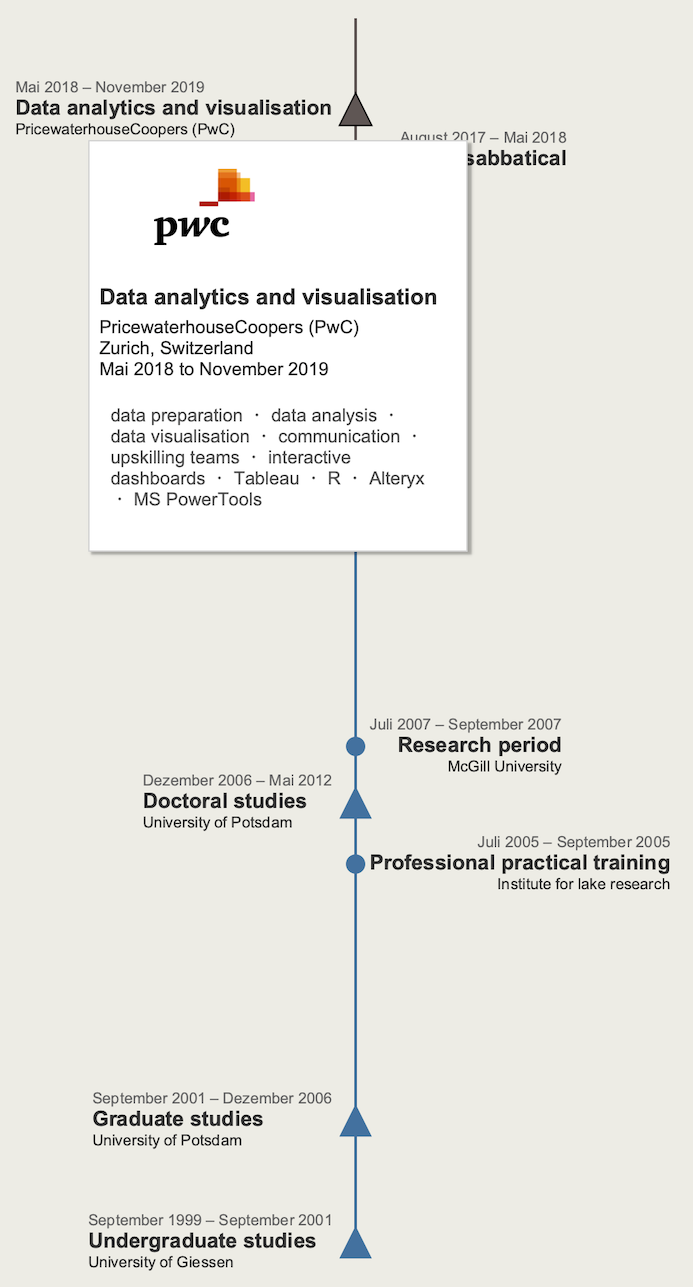 Mai 2018 – November 2019
Data analytics and visualisation
PricewaterhouseCoopers (PwC)
August 2017 – Mai 2018
sabbatical
pwc
Data analytics and visualisation
PricewaterhouseCoopers (PwC)
Zurich, Switzerland
Mai 2018 to November 2019
data preparation · data analysis ·
data visualisation · communication ·
upskilling teams · interactive
dashboards · Tableau · R · Alteryx
· MS PowerTools
Juli 2007 – September 2007
Research period
McGill University
Dezember 2006 – Mai 2012
Doctoral studies
University of Potsdam
Juli 2005 – September 2005
Professional practical training
Institute for lake research
September 2001 – Dezember 2006
Graduate studies
University of Potsdam
September 1999 – September 2001
Undergraduate studies
University of Giessen